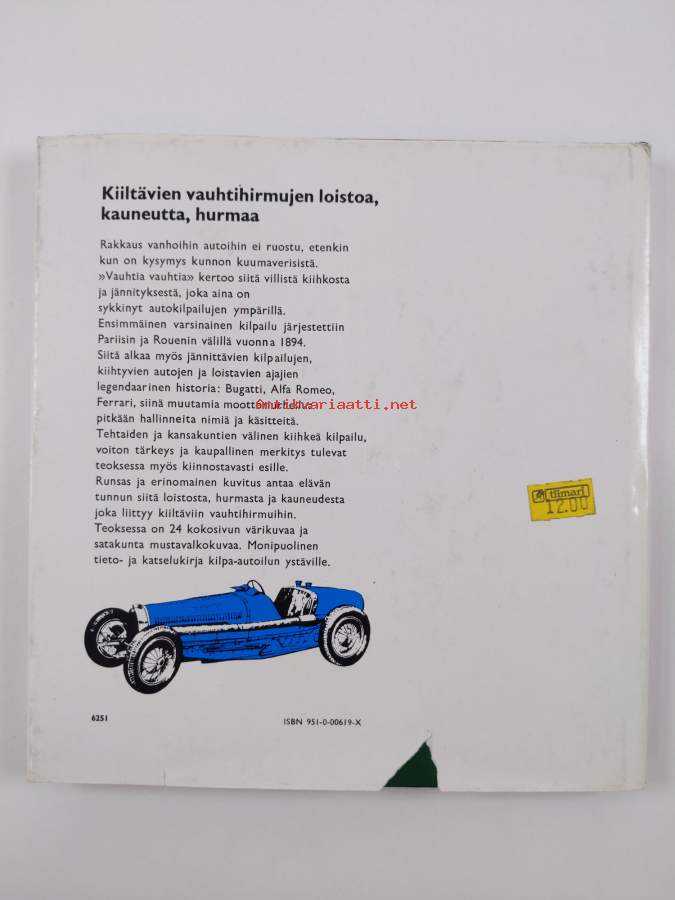 Kiiltävien vauhtihirmujen loistoa,
kauneutta, hurmaa
Rakkaus vanhoihin autoihin ei ruostu, etenkin
kun on kysymys kunnon kuumaverisistä.
»Vauhtia vauhtia» kertoo siitä villistä kiihkosta
ja jännityksestä, joka aina on
sykkinyt autokilpailujen ympärillä.
Ensimmäinen varsinainen kilpailu järjestettiin
Pariisin ja Rouenin välillä vuonna 1894.
Siitä alkaa myös jännittävien kilpailujen,
kiihtyvien autojen ja loistavien ajajien
legendaarinen historia: Bugatti, Alfa Romeo,
Ferrari, siinä muutamia
Antikvariaatti.net
pitkään hallinneita nimiä ja käsitteitä.
Tehtaiden ja kansakuntien välinen kiihkeä kilpailu,
voiton tärkeys ja kaupallinen merkitys tulevat
teoksessa myös kiinnostavasti esille.
Runsas ja erinomainen kuvitus antaa elävän
tunnun siitä loistosta, hurmasta ja kauneudesta
joka liittyy kiiltäviin vauhtihirmuihin.
Teoksessa on 24 kokosivun värikuvaa ja
satakunta mustavalkokuvaa. Monipuolinen
tieto- ja katselukirja kilpa-autoilun ystäville.
tiimari
12.00
6251
ISBN 951-0-00619-X